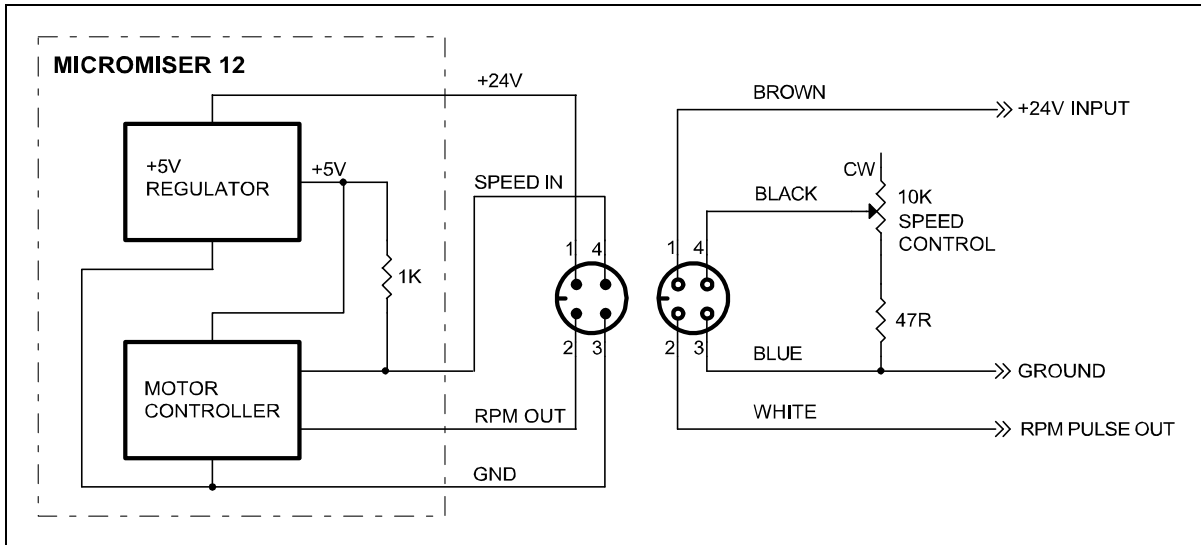 MICROMISER 12
+24V
+5V
REGULATOR
+5V
SPEED IN
1K
MOTOR
CONTROLLER
RPM OUT
GND
1 4
2 3
BROWN
+24V INPUT
CW
10K
SPEED
CONTROL
BLACK
1 4
2 3
47R
BLUE
GROUND
WHITE
RPM PULSE OUT